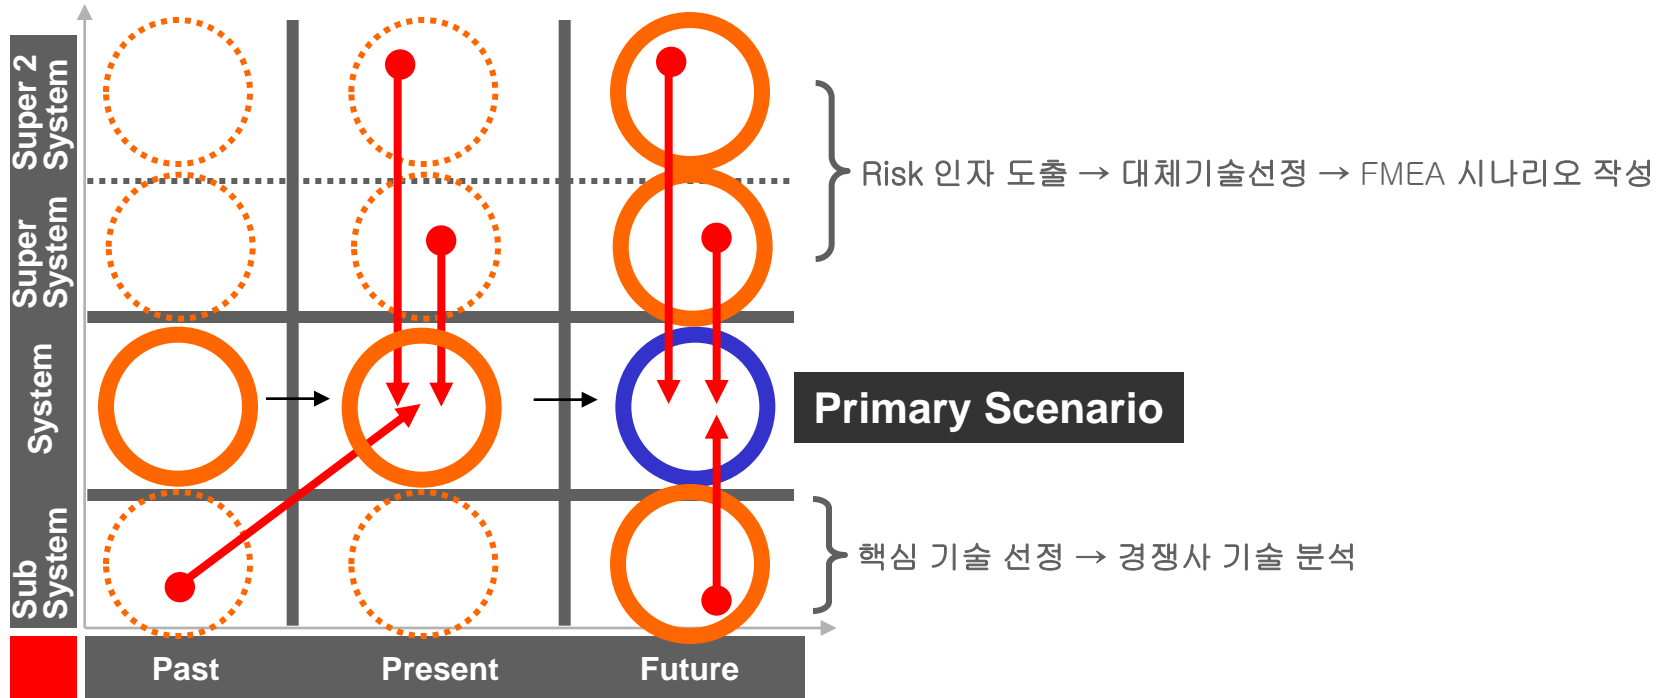 Super 2
System
Super
System
System
Sub
System
Risk 인자 도출 → 대체기술선정 → FMEA 시나리오 작성
Primary Scenario
핵심 기술 선정 → 경쟁사 기술 분석
Past
Present
Future